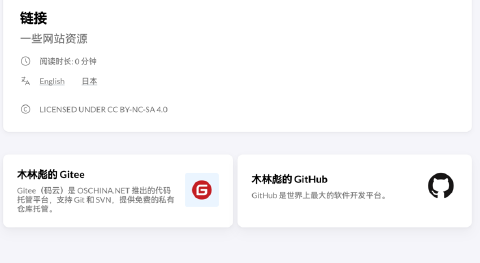 链接
一些网站资源
阅读时长: 0 分钟
English 日本
LICENSED UNDER CC BY-NC-SA 4.0
木林彪的 Gitee
Gitee（码云）是 OSCHINA.NET 推出的代码
托管平台，支持 Git 和 SVN，提供免费的私有
仓库托管。
木林彪的 GitHub
GitHub 是世界上最大的软件开发平台。